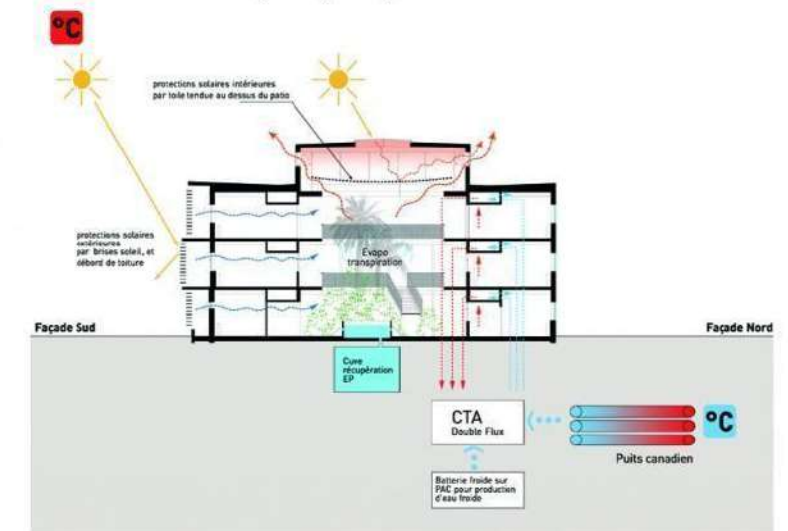 °C
protections solaires intérieures
par toile tendue au dessus du patio
protections solaires
extérieures
par brises soleil, et
débord de toiture
Évapo
transpiration
Façade Sud
Façade Nord
Cuve
récupération
EP
CTA
Double Flux
°C
Puits canadien
Batterie froide sur
PAC pour production
d'eau froide